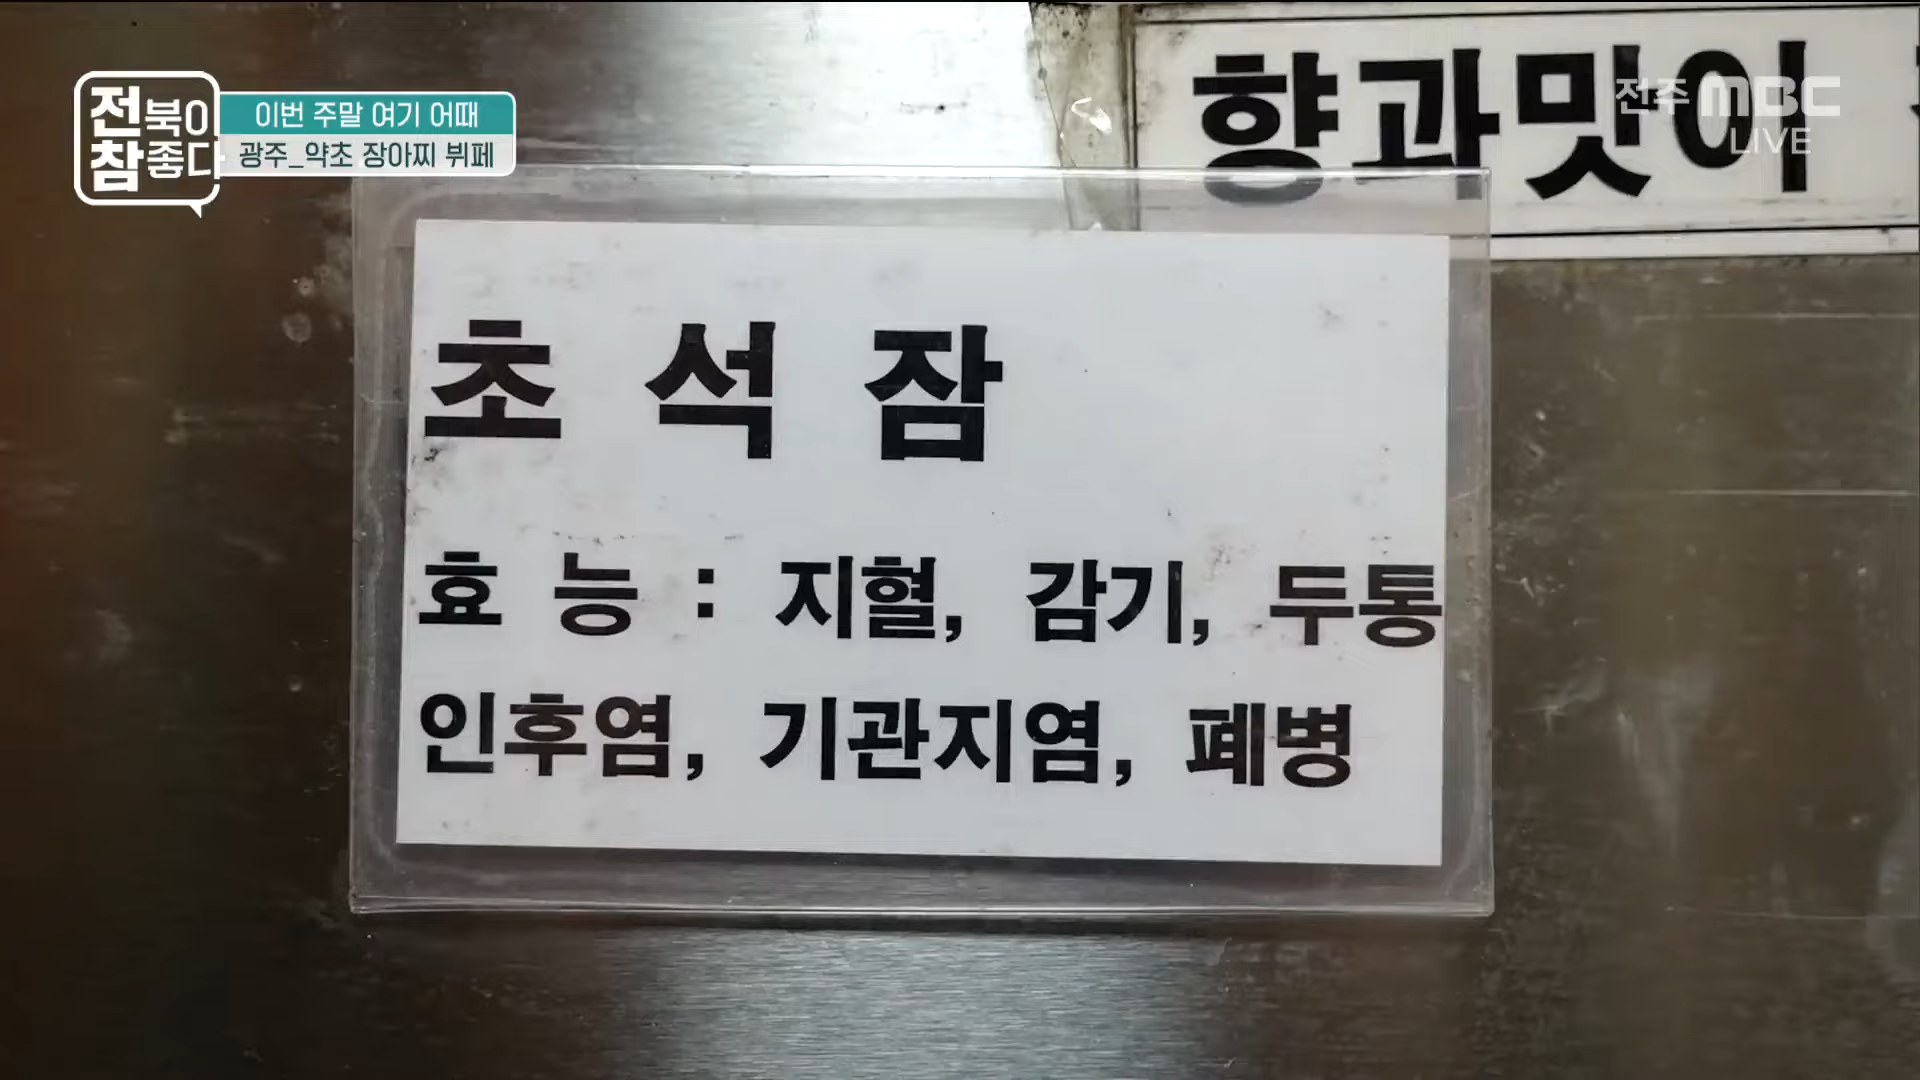 전북이
참좋다
이번 주말 여기 어때
광주_약초 장아찌 뷔페
향과맛이
전주 MBC
LIVE
초 석 잠
효 능 : 지혈, 감기, 두통
인후염, 기관지염, 폐병